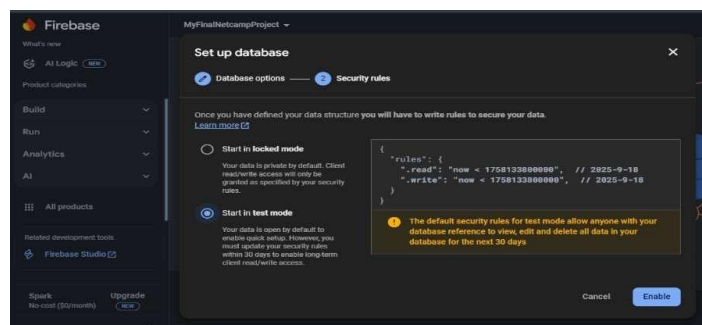 Firebase
What's new
AI Logic NEW
Product categories
Build
Run
Analytics
AI
All products
Related development tools
Firebase Studio
Spark
No-cost ($0/month)
Upgrade
NEW
MyFinalNetcampProject
Set up database
Database options
2 Security rules
Once you have defined your data structure you will have to write rules to secure your data.
Learn more
Start in locked mode
Your data is private by default. Client
read/write access will only be
granted as specified by your security
rules.
Start in test mode
Your data is open by default to
enable quick setup. However, you
must update your security rules
within 30 days to enable long-term
client read/write access.
{
"rules": {
".read": "now < 1758133800000", // 2025-9-18
".write": "now < 1758133800000", // 2025-9-18
}
}
The default security rules for test mode allow anyone with your
database reference to view, edit and delete all data in your
database for the next 30 days
Cancel
Enable